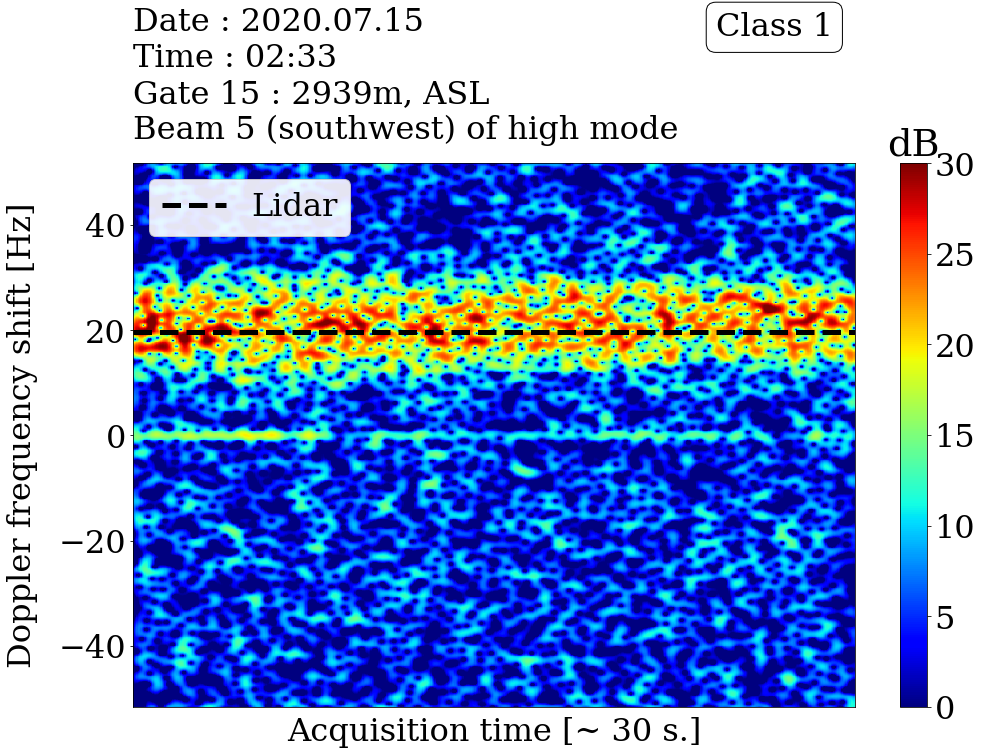 Date : 2020.07.15
Time : 02:33
Gate 15 : 2939m, ASL
Beam 5 (southwest) of high mode
Class 1
dB
Lidar
Doppler frequency shift [Hz]
40
20
0
−20
−40
30
25
20
15
10
5
0
Acquisition time [~ 30 s.]